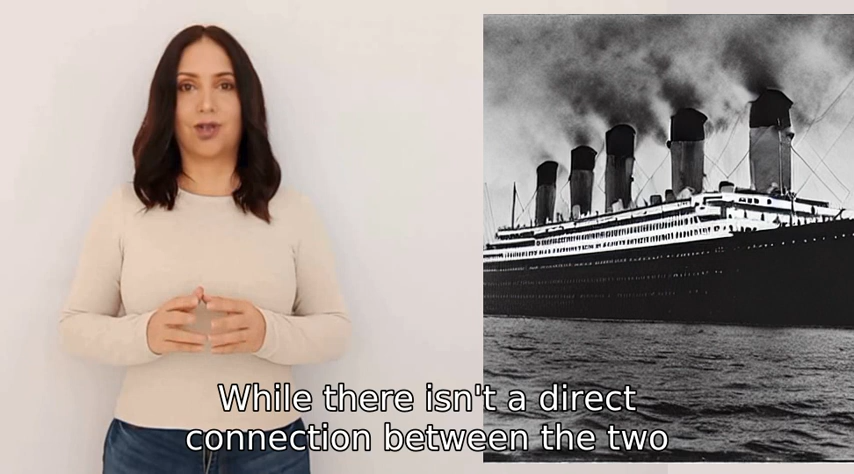 While there isn't a direct
connection between the two